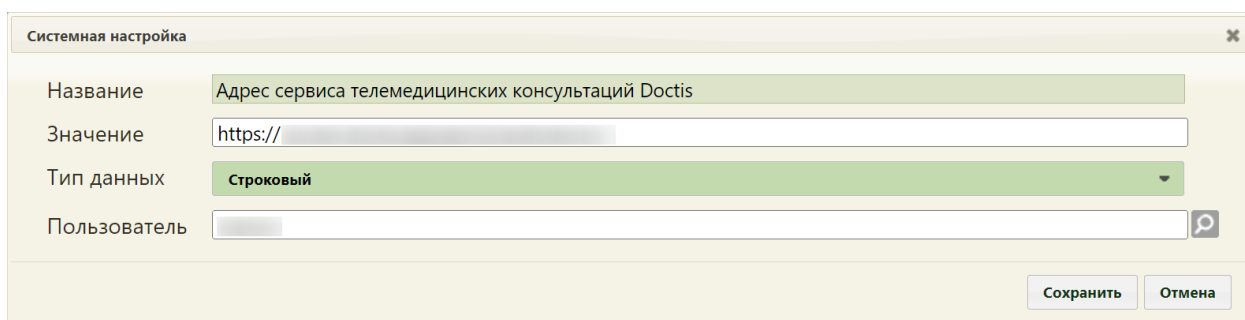 Системная настройка
Название Адрес сервиса телемедицинских консультаций Doctis
Значение https://
Тип данных Строковый
Пользователь
Сохранить Отмена